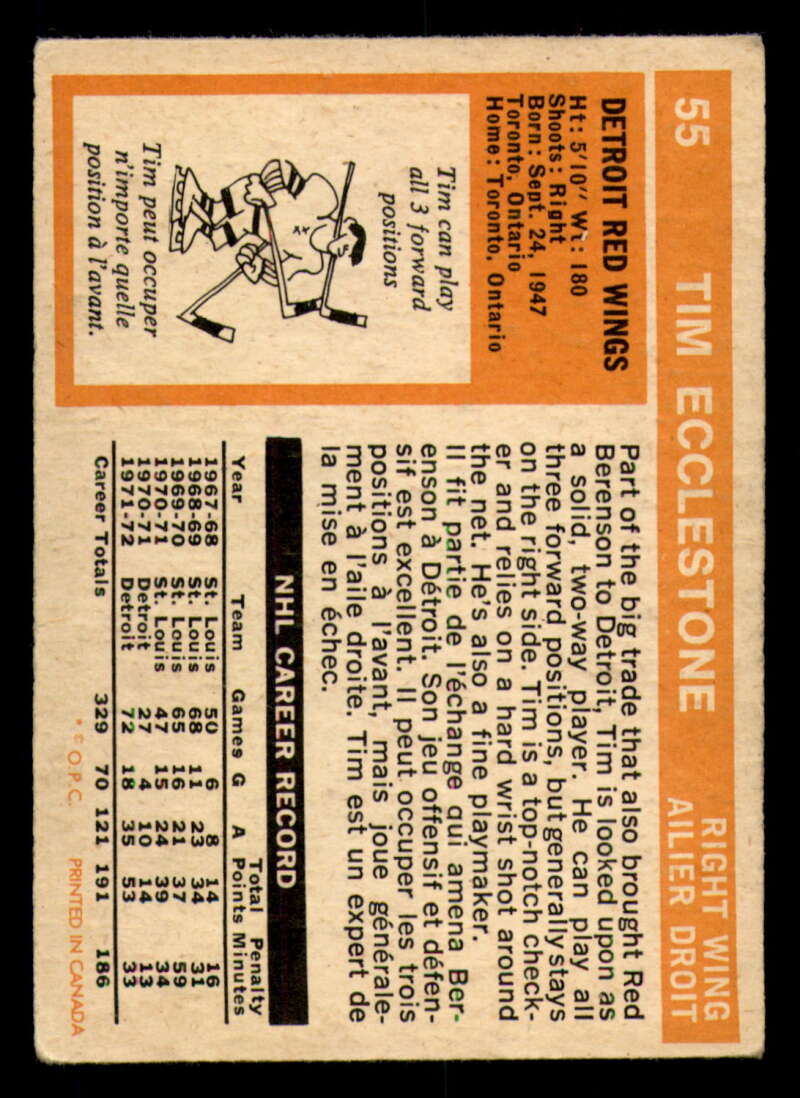 55 TIM ECCLESTONE RIGHT WING
AILIER DROIT
DETROIT RED WINGS
Ht: 5'10" Wt: 180
Shoots: Right
Born: Sept. 24, 1947
Toronto, Ontario
Home: Toronto, Ontario
Tim can play
all 3 forward
positions
Tim peut occuper
n'importe quelle
position à l'avant.
Part of the big trade that also brought Red
Berenson to Detroit, Tim is looked upon as
a solid, two-way player. He can play all
three forward positions, but generally stays
on the right side. Tim is a top-notch check-
er and relies on a hard wrist shot around
the net. He's also a fine playmaker.
Il fit partie de l'échange qui amena Ber-
enson à Détroit. Son jeu offensif et défen-
sif est excellent. Il peut occuper les trois
positions à l'avant, mais joue générale-
ment à l'aile droite. Tim est un expert de
la mise en échec.
NHL CAREER RECORD
Total Penalty
Year Team Games G A Points Minutes
1967-68 St. Louis 50 6 8 14 16
1968-69 St. Louis 68 11 23 34 31
1969-70 St. Louis 65 16 21 37 59
1970-71 St. Louis 47 15 24 39 34
1970-71 Detroit 27 4 10 14 13
1971-72 Detroit 72 18 35 53 33
Career Totals 329 70 121 191 186
* © O.P.C. PRINTED IN CANADA